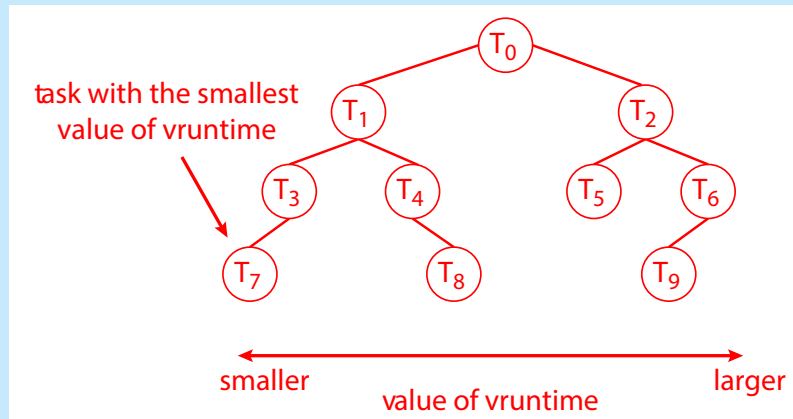 T₀
task with the smallest
value of vruntime
T₁
T₂
T₃
T₄
T₅
T₆
T₇
T₈
T₉
smaller
larger
value of vruntime